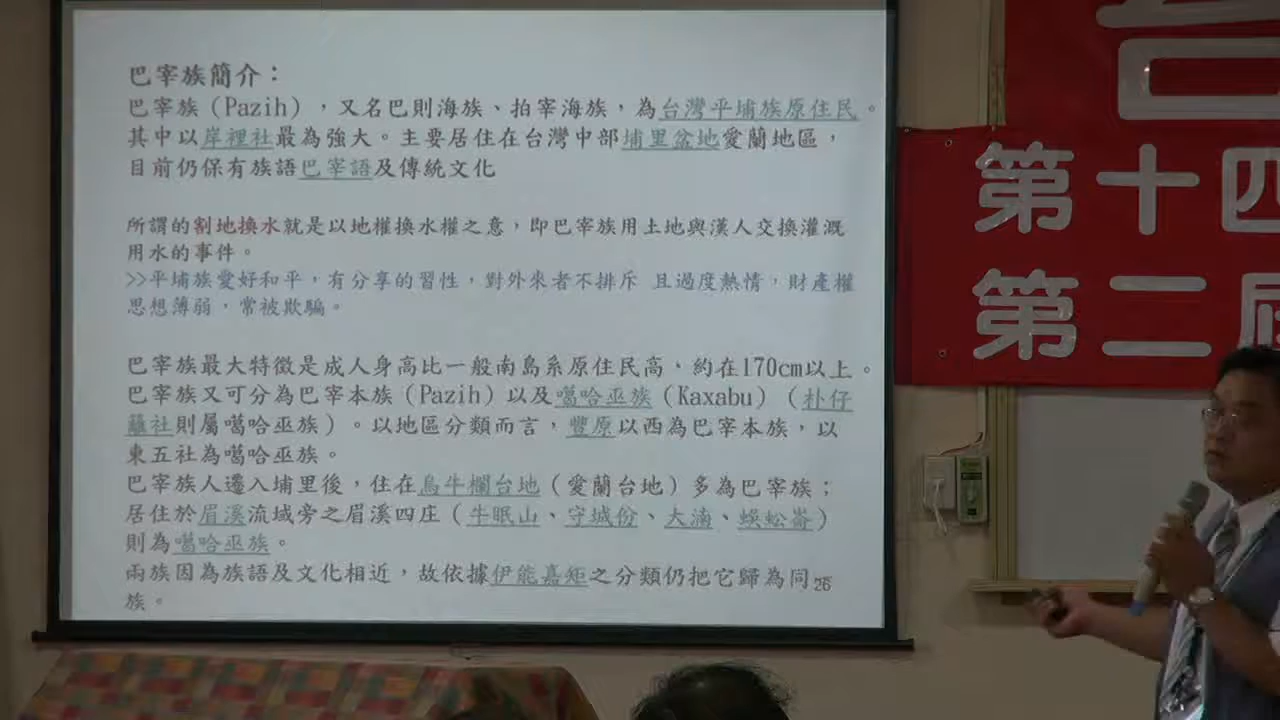 巴宰族簡介：
巴宰族（Pazih），又名巴則海族、拍宰海族，為台灣平埔族原住民。
其中以岸裡社最為強大。主要居住在台灣中部埔里盆地愛蘭地區，
目前仍保有族語巴宰語及傳統文化
所謂的割地換水就是以地權換水權之意，即巴宰族用土地與漢人交換灌溉
用水的事件。
>>平埔族愛好和平，有分享的習性，對外來者不排斥 且過度熱情，財產權
思想薄弱，常被欺騙。
巴宰族最大特徵是成人身高比一般南島系原住民高，約在170cm以上。
巴宰族又可分為巴宰本族（Pazih）以及噶哈巫族（Kaxabu）（朴仔
籬社則屬噶哈巫族）。以地區分類而言，豐原以西為巴宰本族，以
東五社為噶哈巫族。
巴宰族人遷入埔里後，住在烏牛欄台地（愛蘭台地）多為巴宰族；
居住於眉溪流域旁之眉溪四庄（牛眠山、守城份、大湳、蜈蚣崙）
則為噶哈巫族。
兩族因為族語及文化相近，故依據伊能嘉矩之分類仍把它歸為同
族。
26
台
第十四
第二屆